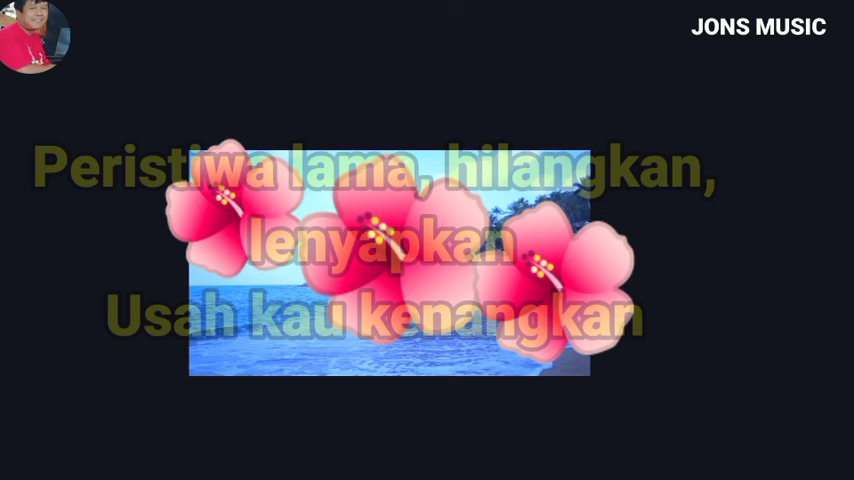 JONS MUSIC
Peristiwa lama, hilangkan,
lenyapkan
Usah kau kenangkan